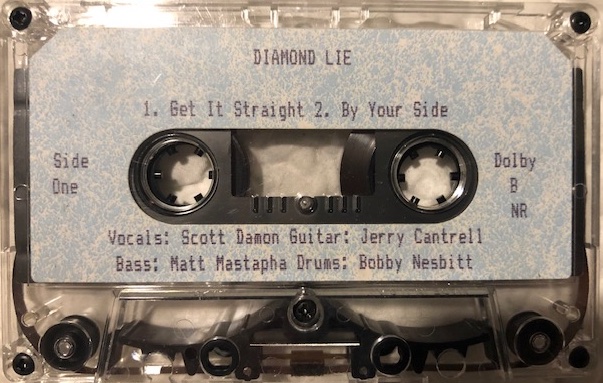 DIAMOND LIE
1. Get It Straight 2. By Your Side
Side
One
Dolby
B
NR
Vocals: Scott Damon Guitar: Jerry Cantrell
Bass: Matt Mastapha Drums: Bobby Nesbitt